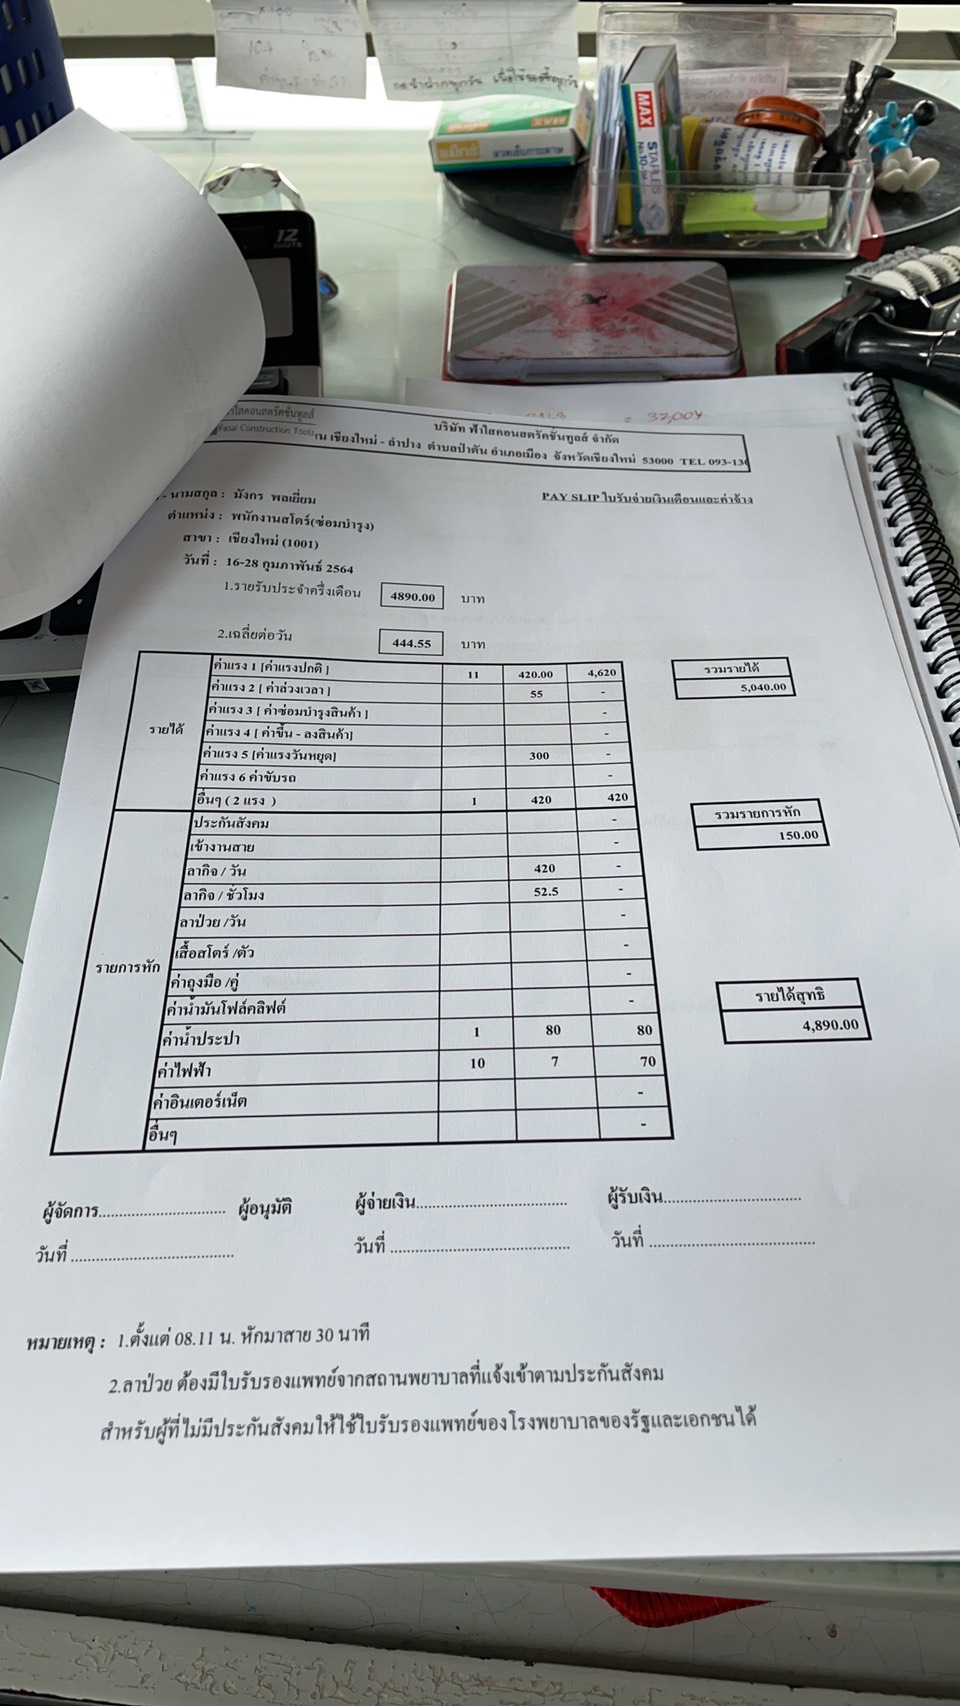 12
MAX
STAPLES
No.10
= 37,004
ฟ้าใสคอนสตรัคชั่นทูลส์
Fasai Construction Tools
บริษัท ฟ้าใสคอนสตรัคชั่นทูลส์ จำกัด
เชียงใหม่ - ลำปาง ตำบลป่าตัน อำเภอเมือง จังหวัดเชียงใหม่ 53000 TEL 093-13
PAY SLIP ใบรับจ่ายเงินเดือนและค่าจ้าง
- นามสกุล : มังกร พลเยี่ยม
ตำแหน่ง : พนักงานสโตร์(ซ่อมบำรุง)
สาขา : เชียงใหม่ (1001)
วันที่ : 16-28 กุมภาพันธ์ 2564
1.รายรับประจำครึ่งเดือน 4890.00 บาท
2.เฉลี่ยต่อวัน 444.55 บาท
รายได้
ค่าแรง 1 [ค่าแรงปกติ ] 11 420.00 4,620
ค่าแรง 2 [ ค่าล่วงเวลา ] 55 -
ค่าแรง 3 [ ค่าซ่อมบำรุงสินค้า ] -
ค่าแรง 4 [ ค่าขึ้น - ลงสินค้า] -
ค่าแรง 5 [ค่าแรงวันหยุด] 300 -
ค่าแรง 6 ค่าขับรถ -
อื่นๆ ( 2 แรง ) 1 420 420
รวมรายได้
5,040.00
รายการหัก
ประกันสังคม -
เข้างานสาย -
ลากิจ / วัน 420 -
ลากิจ / ชั่วโมง 52.5 -
ลาป่วย /วัน -
เสื้อสโตร์ /ตัว -
ค่าถุงมือ /คู่ -
ค่าน้ำมันโฟล์คลิฟต์ -
ค่าน้ำประปา 1 80 80
ค่าไฟฟ้า 10 7 70
ค่าอินเตอร์เน็ต -
อื่นๆ -
รวมรายการหัก
150.00
รายได้สุทธิ
4,890.00
ผู้จัดการ.............................. ผู้อนุมัติ ผู้จ่ายเงิน.................................... ผู้รับเงิน.................................
วันที่ ...................................... วันที่ .......................................... วันที่ .......................................
หมายเหตุ : 1.ตั้งแต่ 08.11 น. หักมาสาย 30 นาที
2.ลาป่วย ต้องมีใบรับรองแพทย์จากสถานพยาบาลที่แจ้งเข้าตามประกันสังคม
สำหรับผู้ที่ไม่มีประกันสังคมให้ใช้ใบรับรองแพทย์ของโรงพยาบาลของรัฐและเอกชนได้